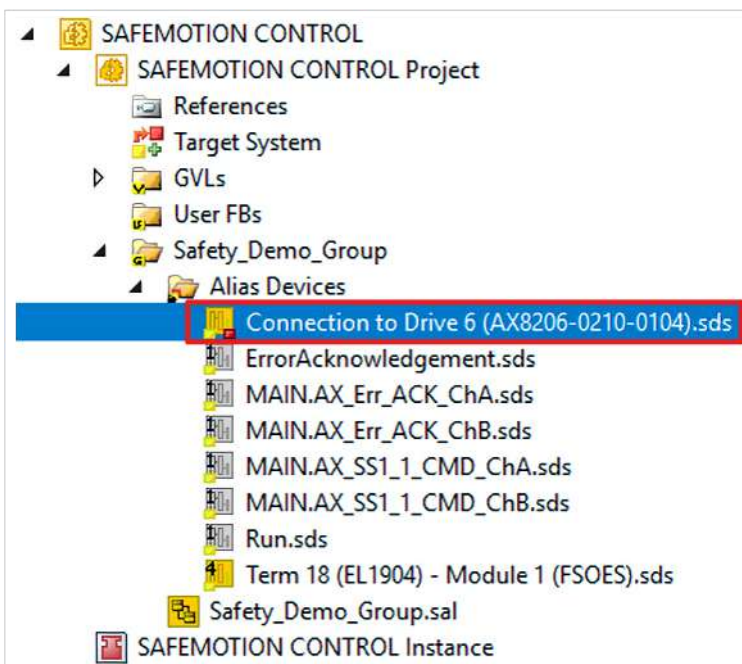 SAFEMOTION CONTROL
SAFEMOTION CONTROL Project
References
Target System
GVLs
User FBs
Safety_Demo_Group
Alias Devices
Connection to Drive 6 (AX8206-0210-0104).sds
ErrorAcknowledgement.sds
MAIN.AX_Err_ACK_ChA.sds
MAIN.AX_Err_ACK_ChB.sds
MAIN.AX_SS1_1_CMD_ChA.sds
MAIN.AX_SS1_1_CMD_ChB.sds
Run.sds
Term 18 (EL1904) - Module 1 (FSOES).sds
Safety_Demo_Group.sal
SAFEMOTION CONTROL Instance